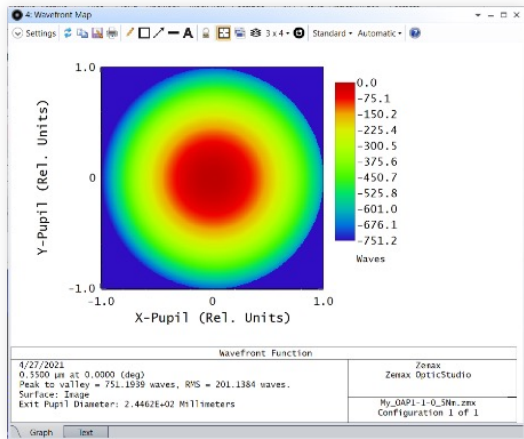 4: Wavefront Map
Settings
A
3 x 4
Standard
Automatic
1.0
0
-1.0
-1.0
0
1.0
Y-Pupil (Rel. Units)
X-Pupil (Rel. Units)
0.0
-75.1
-150.2
-225.4
-300.5
-375.6
-450.7
-525.8
-601.0
-676.1
-751.2
Waves
Wavefront Function
4/27/2021
0.5500 µm at 0.0000 (deg)
Peak to valley = 751.1939 waves, RMS = 201.1384 waves.
Surface: Image
Exit Pupil Diameter: 2.4462E+02 Millimeters
Zemax
Zemax OpticStudio
Configuration 1 of 1
Graph
Text